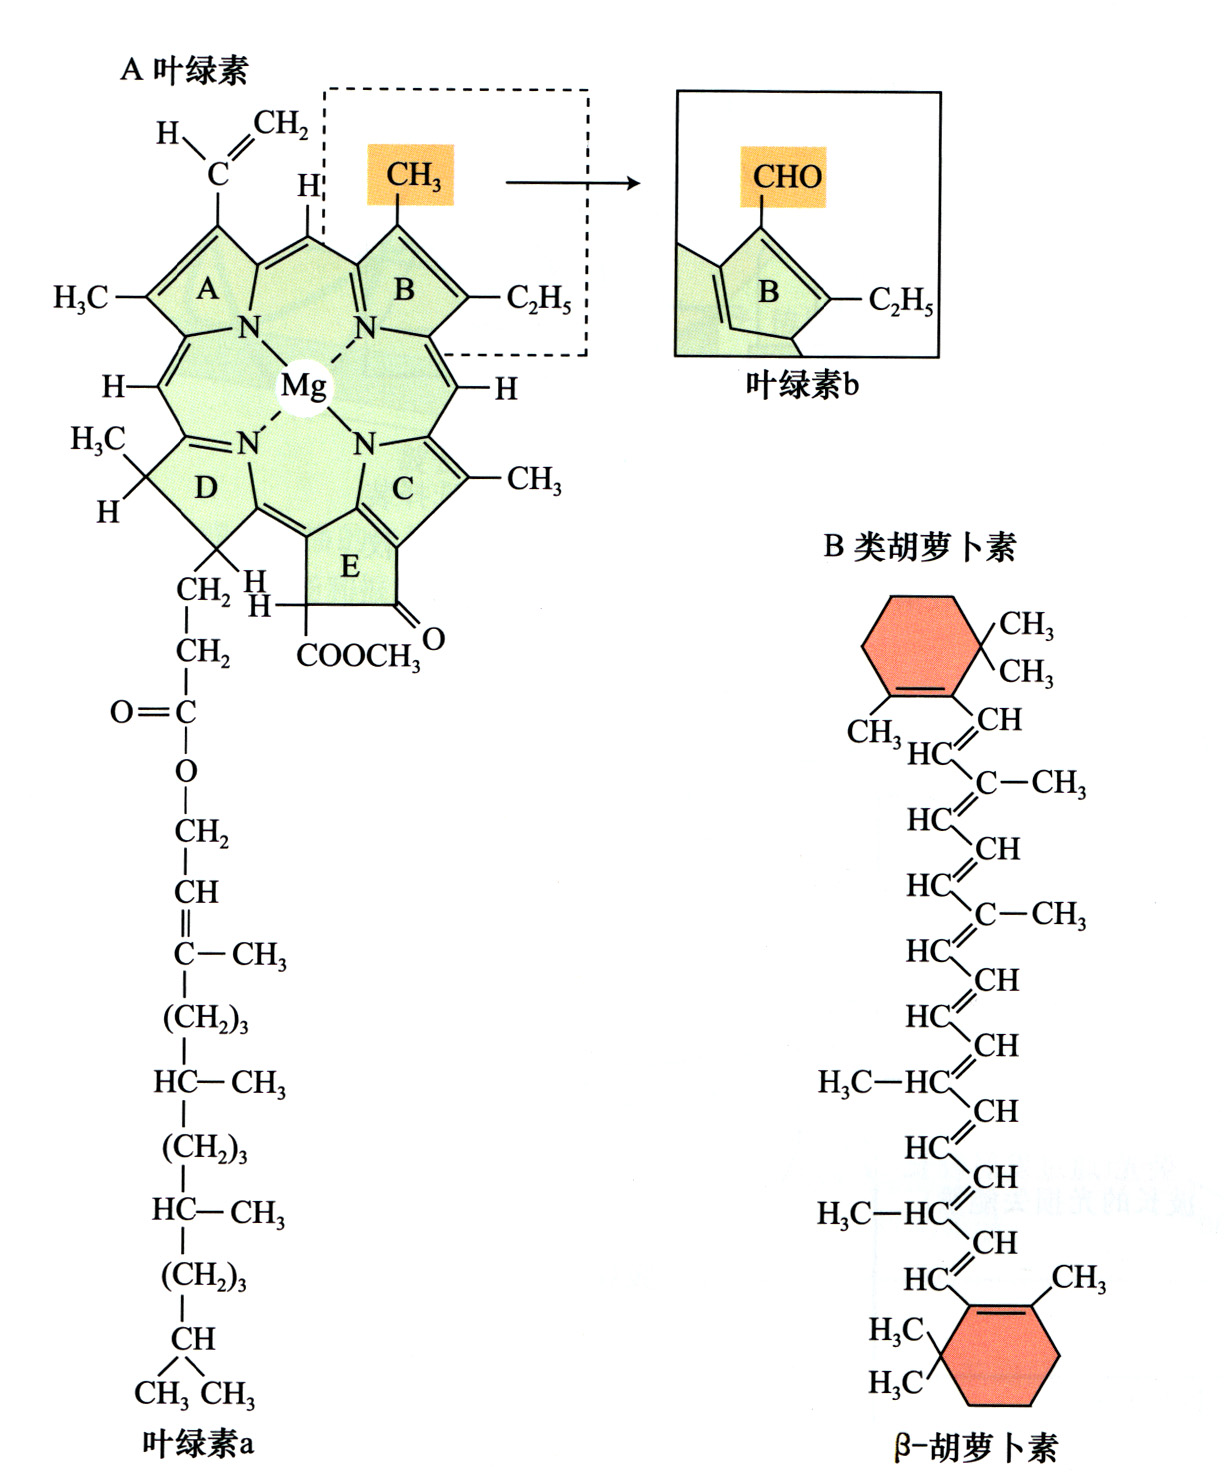 A 叶绿素
H
CH₂
C
H
CH₃
H₃C
A
B
C₂H₅
N
N
Mg
H
H
H₃C
N
N
H
D
C
CH₃
E
H
H
O
COOCH₃
CH₂
CH₂
O=C
O
CH₂
CH
C—CH₃
(CH₂)₃
HC—CH₃
(CH₂)₃
HC—CH₃
(CH₂)₃
CH
CH₃ CH₃
叶绿素a
CHO
B
C₂H₅
叶绿素b
B 类胡萝卜素
CH₃
CH₃
CH₃
CH
HC
C—CH₃
HC
CH
HC
C—CH₃
HC
CH
HC
CH
H₃C—HC
CH
HC
CH
H₃C—HC
CH
HC
CH₃
H₃C
H₃C
β-胡萝卜素